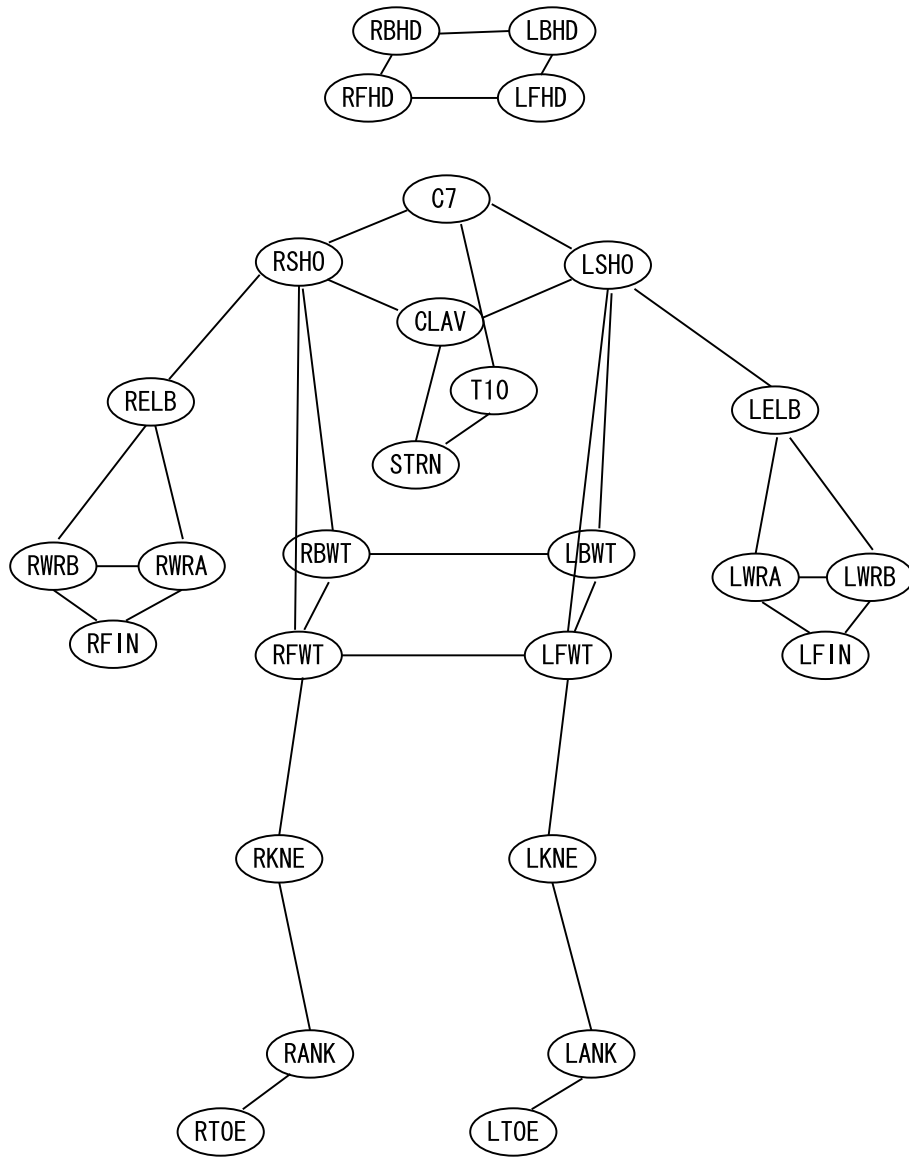 RBHD LBHD
RFHD LFHD
C7
RSHO LSHO
CLAV
T10
RELB LELB
STRN
RBWT LBWT
RWRB RWRA LWRA LWRB
RFIN RFWT LFWT LFIN
RKNE LKNE
RANK LANK
RTOE LTOE